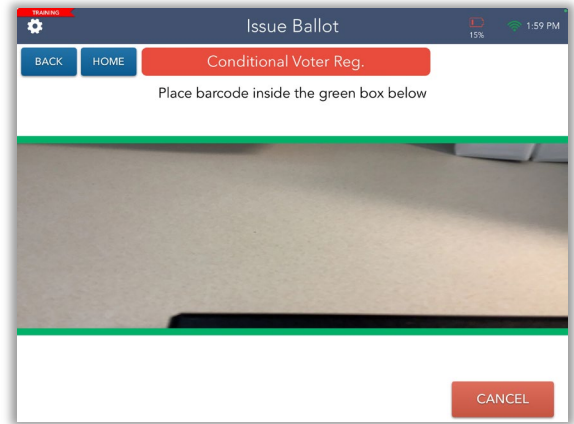 TRAINING
Issue Ballot
15%
1:59 PM
BACK
HOME
Conditional Voter Reg.
Place barcode inside the green box below
CANCEL